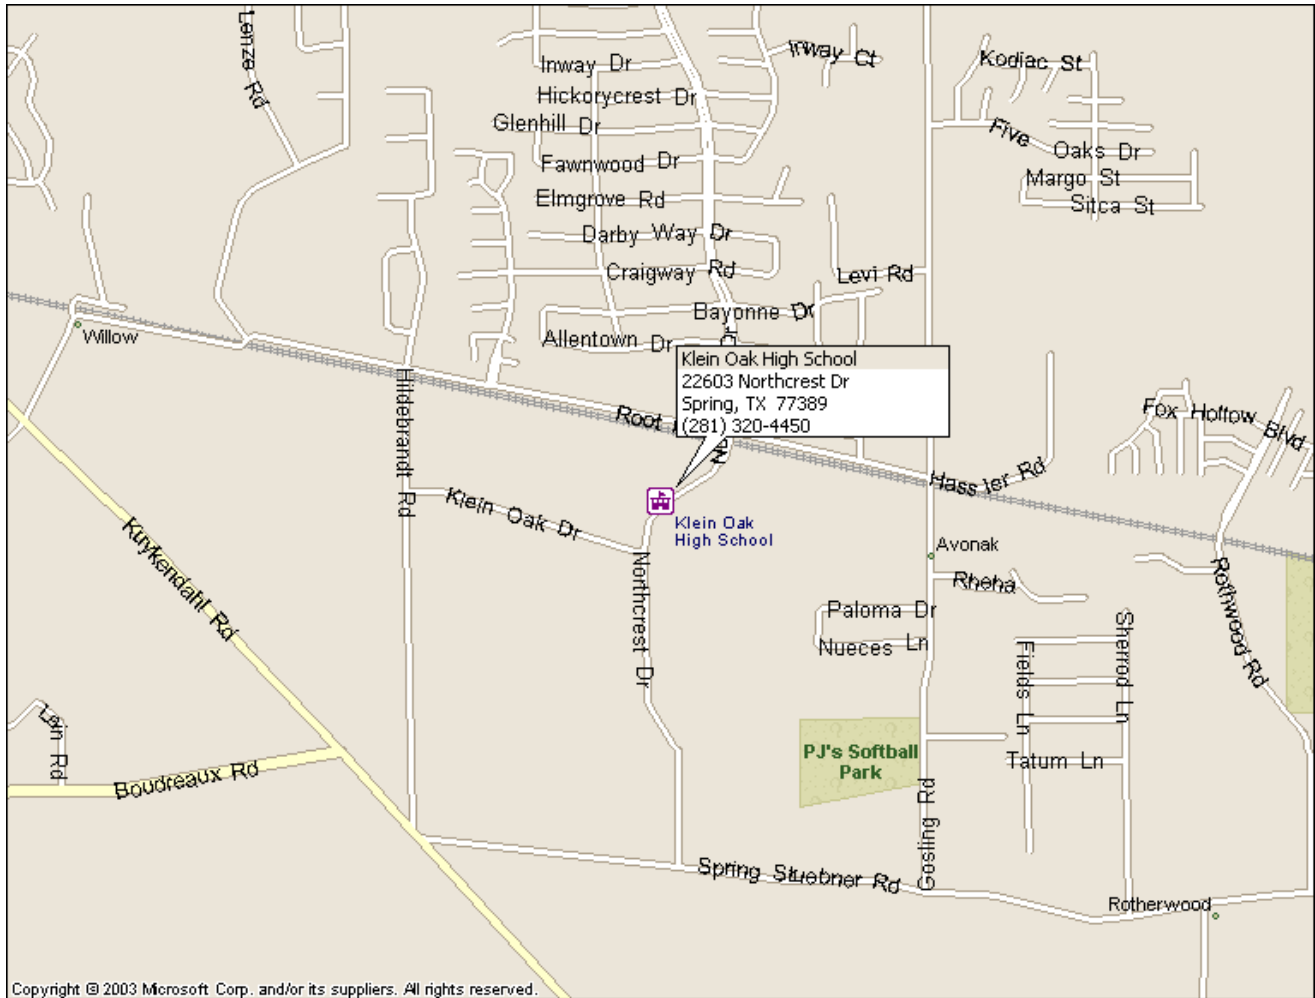 Lenze Rd
Inway Dr
Inway Ct
Kodiac St
Hickorycrest Dr
Glenhill Dr
Five Oaks Dr
Fawnwood Dr
Margo St
Elmgrove Rd
Sitca St
Darby Way Dr
Craigway Rd
Levi Rd
Bayonne Dr
Willow
Allentown Dr
Klein Oak High School
22603 Northcrest Dr
Spring, TX 77389
(281) 320-4450
Root
Hildebrandt Rd
Fox Hollow Blvd
Hassler Rd
Klein Oak Dr
Klein Oak
High School
Kuykendahl Rd
Northcrest Dr
Avonak
Rheha
Rothwood Rd
Paloma Dr
Nueces Ln
Sherrod Ln
Fields Ln
Lan Rd
PJ's Softball
Park
Tatum Ln
Boudreaux Rd
Gosling Rd
Spring Stuebner Rd
Rotherwood
Copyright © 2003 Microsoft Corp. and/or its suppliers. All rights reserved.